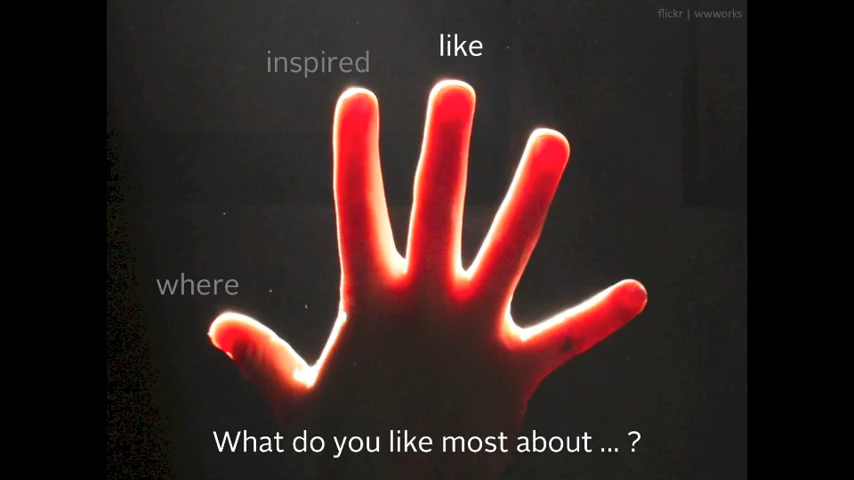 flickr | wwworks
like
inspired
where
What do you like most about ... ?